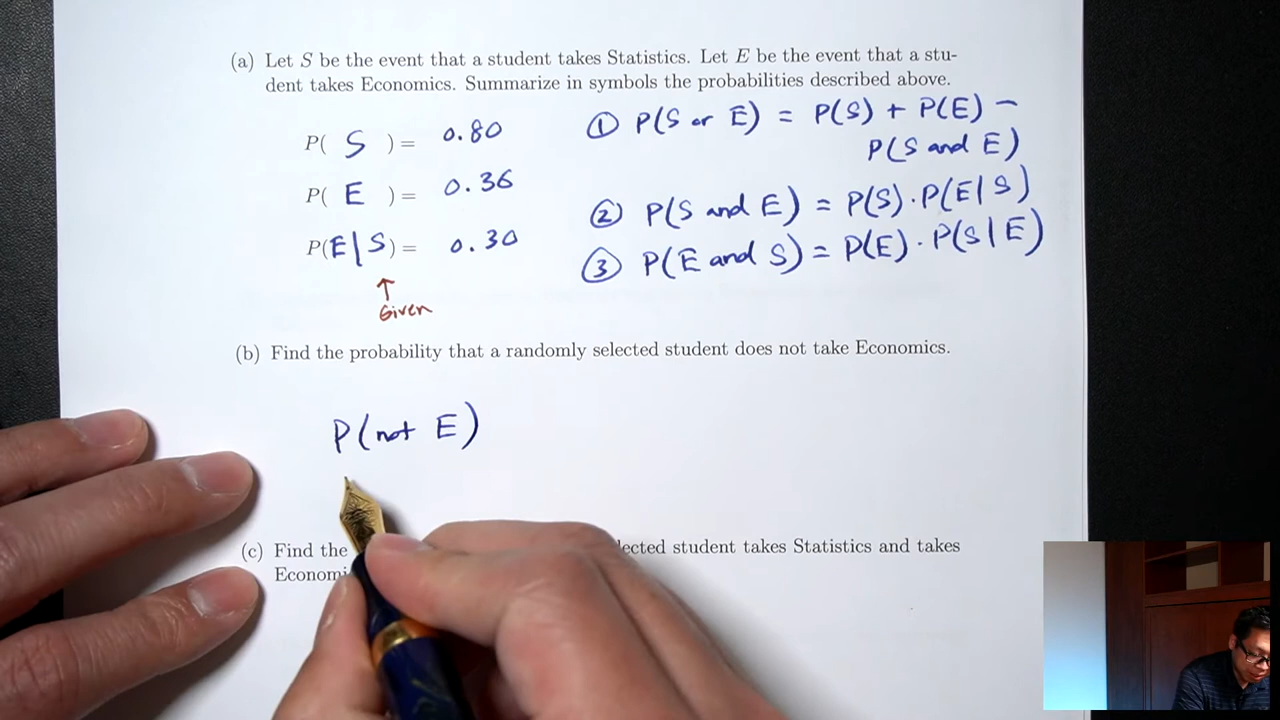 (a) Let S be the event that a student takes Statistics. Let E be the event that a stu-
dent takes Economics. Summarize in symbols the probabilities described above.
P( S ) = 0.80
P( E ) = 0.36
P(E|S) = 0.30
↑
Given
① P(S or E) = P(S) + P(E) −
P(S and E)
② P(S and E) = P(S) · P(E|S)
③ P(E and S) = P(E) · P(S|E)
(b) Find the probability that a randomly selected student does not take Economics.
P(not E)
(c) Find the lected student takes Statistics and takes
Economi